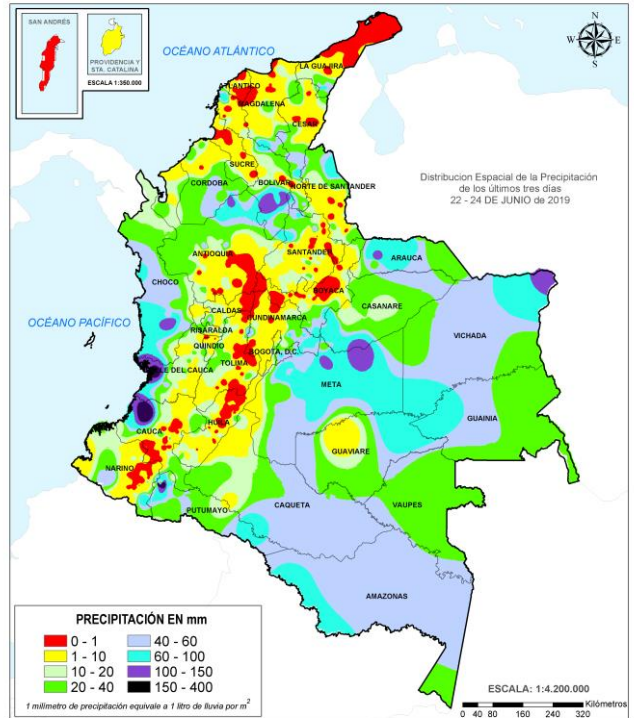 SAN ANDRÉS
PROVIDENCIA Y
STA. CATALINA
ESCALA 1:350.000
OCÉANO ATLÁNTICO
N
W
E
S
LA GUAJIRA
ATLANTICO
MAGDALENA
CESAR
SUCRE
CORDOBA
BOLIVAR
NORTE DE SANTANDER
Distribucion Espacial de la Precipitación
de los últimos tres días
22 - 24 DE JUNIO de 2019
ANTIOQUIA
SANTANDER
ARAUCA
CHOCO
BOYACA
CASANARE
OCÉANO PACÍFICO
CALDAS
CUNDINAMARCA
RISARALDA
VICHADA
QUINDIO
BOGOTA, D.C.
TOLIMA
VALLE DEL CAUCA
META
GUAINIA
CAUCA
HUILA
GUAVIARE
NARIÑO
CAQUETA
VAUPES
PUTUMAYO
AMAZONAS
PRECIPITACIÓN EN mm
0 - 1
40 - 60
1 - 10
60 - 100
10 - 20
100 - 150
20 - 40
150 - 400
1 milimetro de precipitación equivale a 1 litro de lluvia por m²
ESCALA: 1:4.200.000
Kilómetros
0 40 80 160 240 320